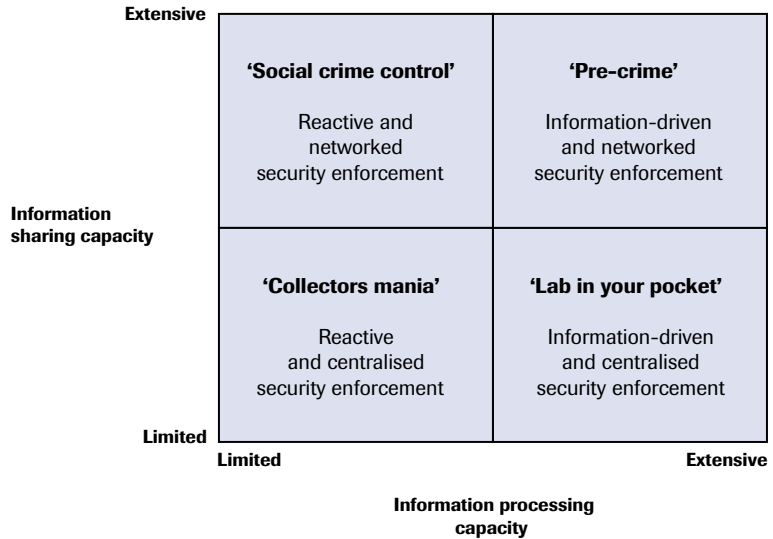 Extensive
‘Social crime control’
Reactive and
networked
security enforcement
‘Pre-crime’
Information-driven
and networked
security enforcement
Information
sharing capacity
‘Collectors mania’
Reactive
and centralised
security enforcement
‘Lab in your pocket’
Information-driven
and centralised
security enforcement
Limited
Limited
Extensive
Information processing
capacity